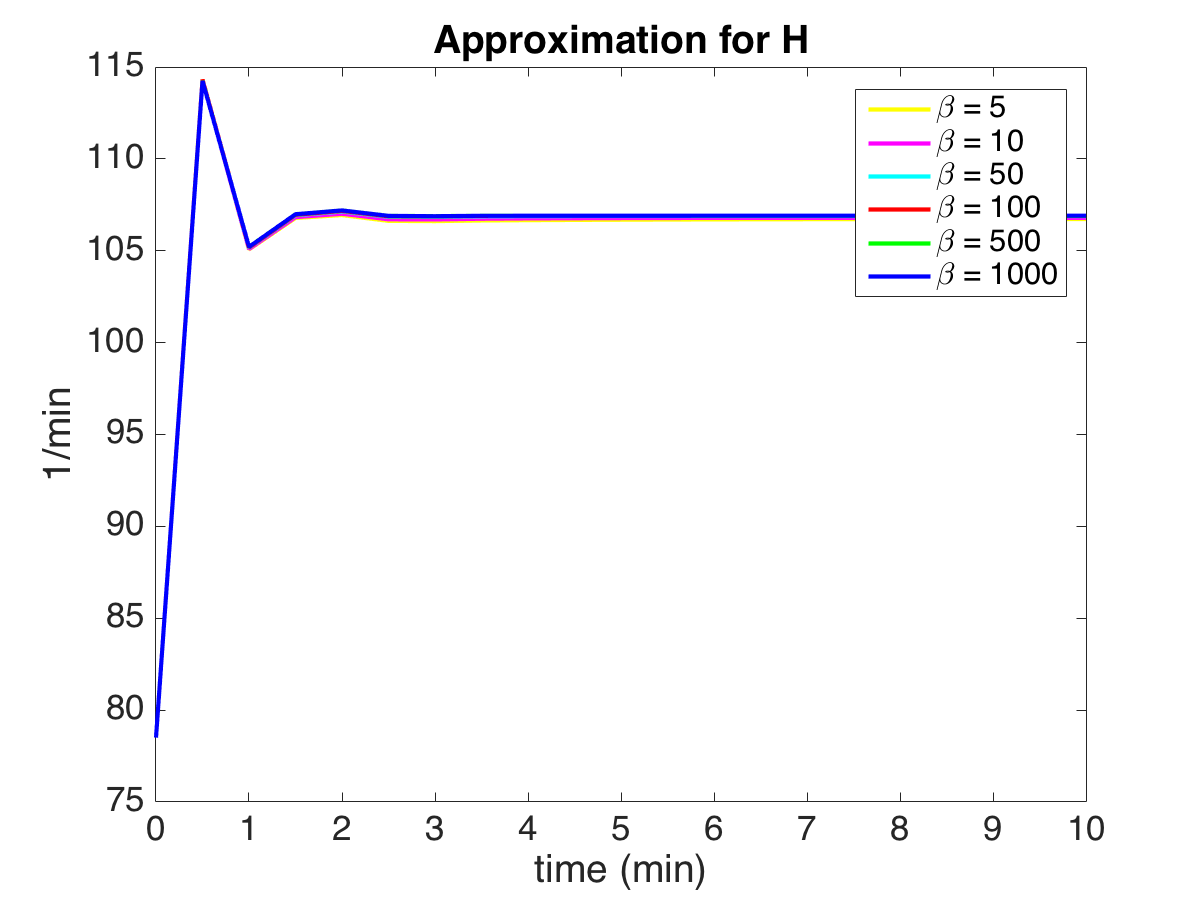 Approximation for H
115
110
105
100
95
90
85
80
75
1/min
0 1 2 3 4 5 6 7 8 9 10
time (min)
β = 5
β = 10
β = 50
β = 100
β = 500
β = 1000